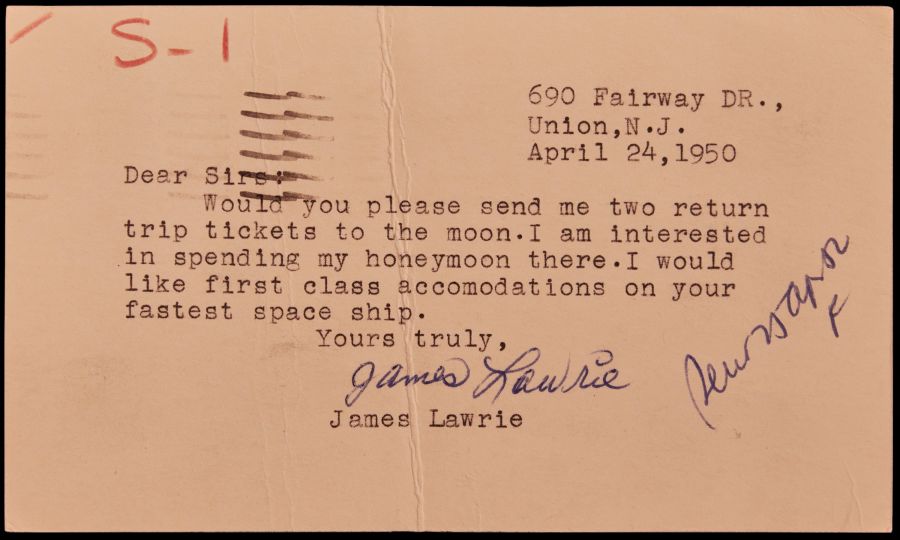 S-1
690 Fairway DR.,
Union,N.J.
April 24,1950
Dear Sirs:
Would you please send me two return
trip tickets to the moon.I am interested
in spending my honeymoon there.I would
like first class accomodations on your
fastest space ship.
Yours truly,
James Lawrie
James Lawrie
F